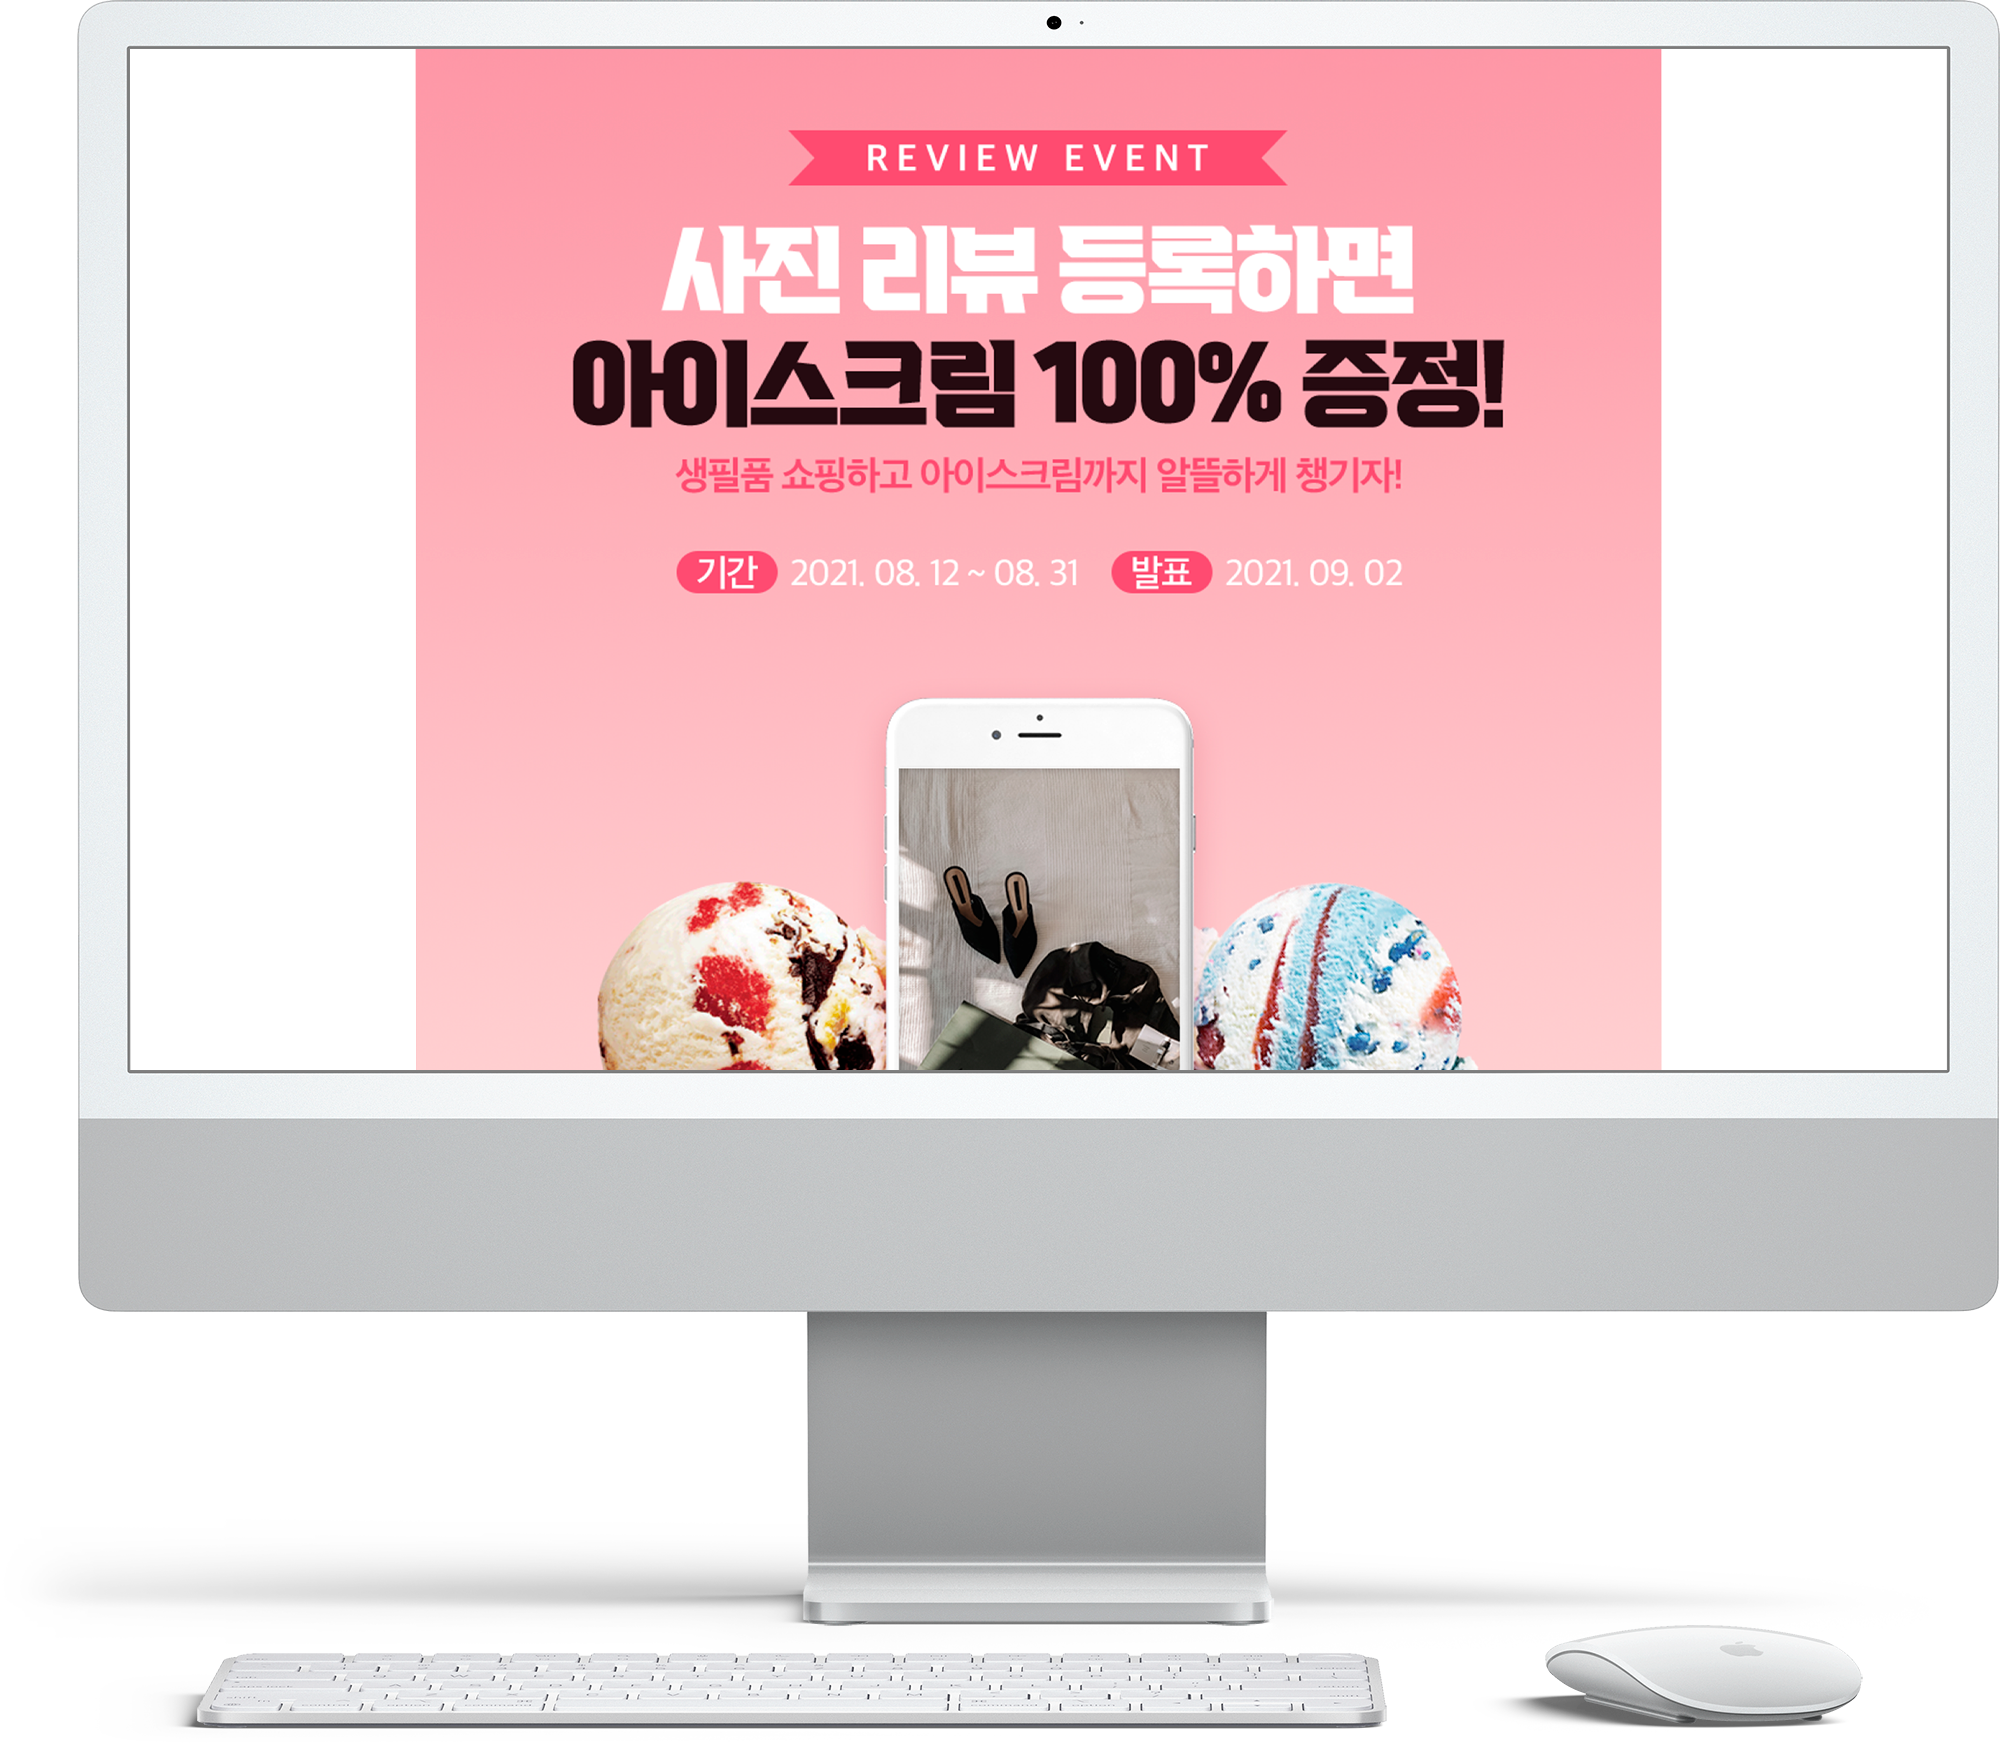 REVIEW EVENT
사진 리뷰 등록하면
아이스크림 100% 증정!
생필품 쇼핑하고 아이스크림까지 알뜰하게 챙기자!
기간 2021. 08. 12 ~ 08. 31 발표 2021. 09. 02